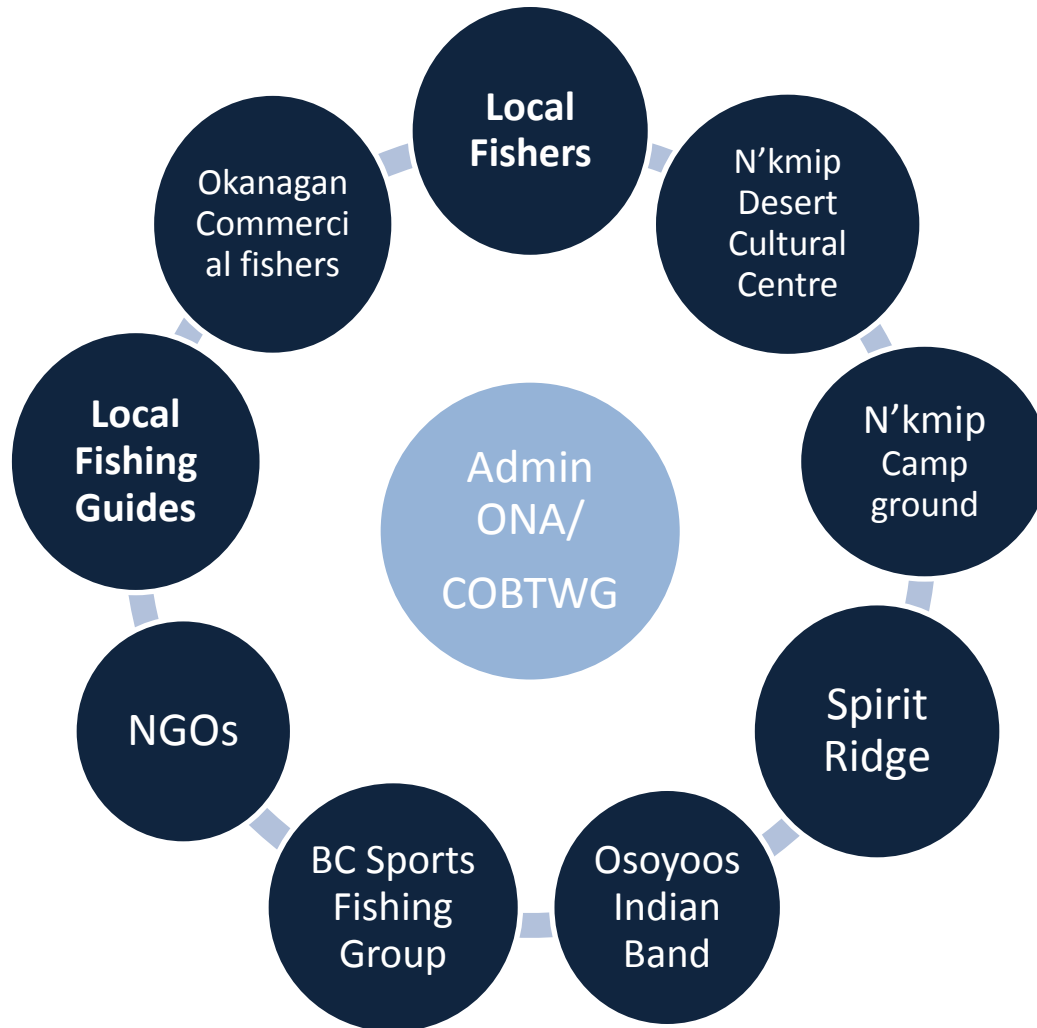 Local
Fishers
N'kmip
Desert
Cultural
Centre
N'kmip
Camp
ground
Spirit
Ridge
Osoyoos
Indian
Band
BC Sports
Fishing
Group
NGOs
Local
Fishing
Guides
Okanagan
Commerci
al fishers
Admin
ONA/
COBTWG